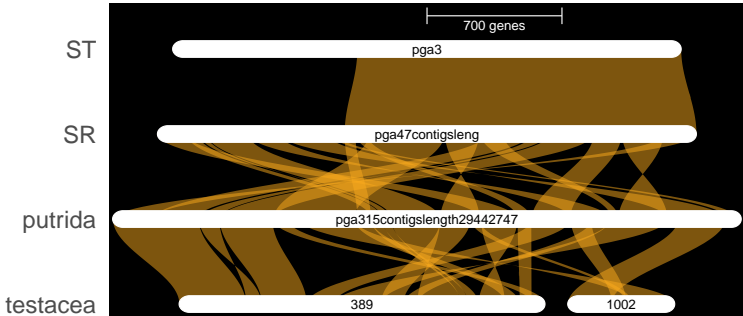 700 genes
ST
pga3
SR
pga47contigsleng
putrida
pga315contigslength29442747
testacea
389
1002